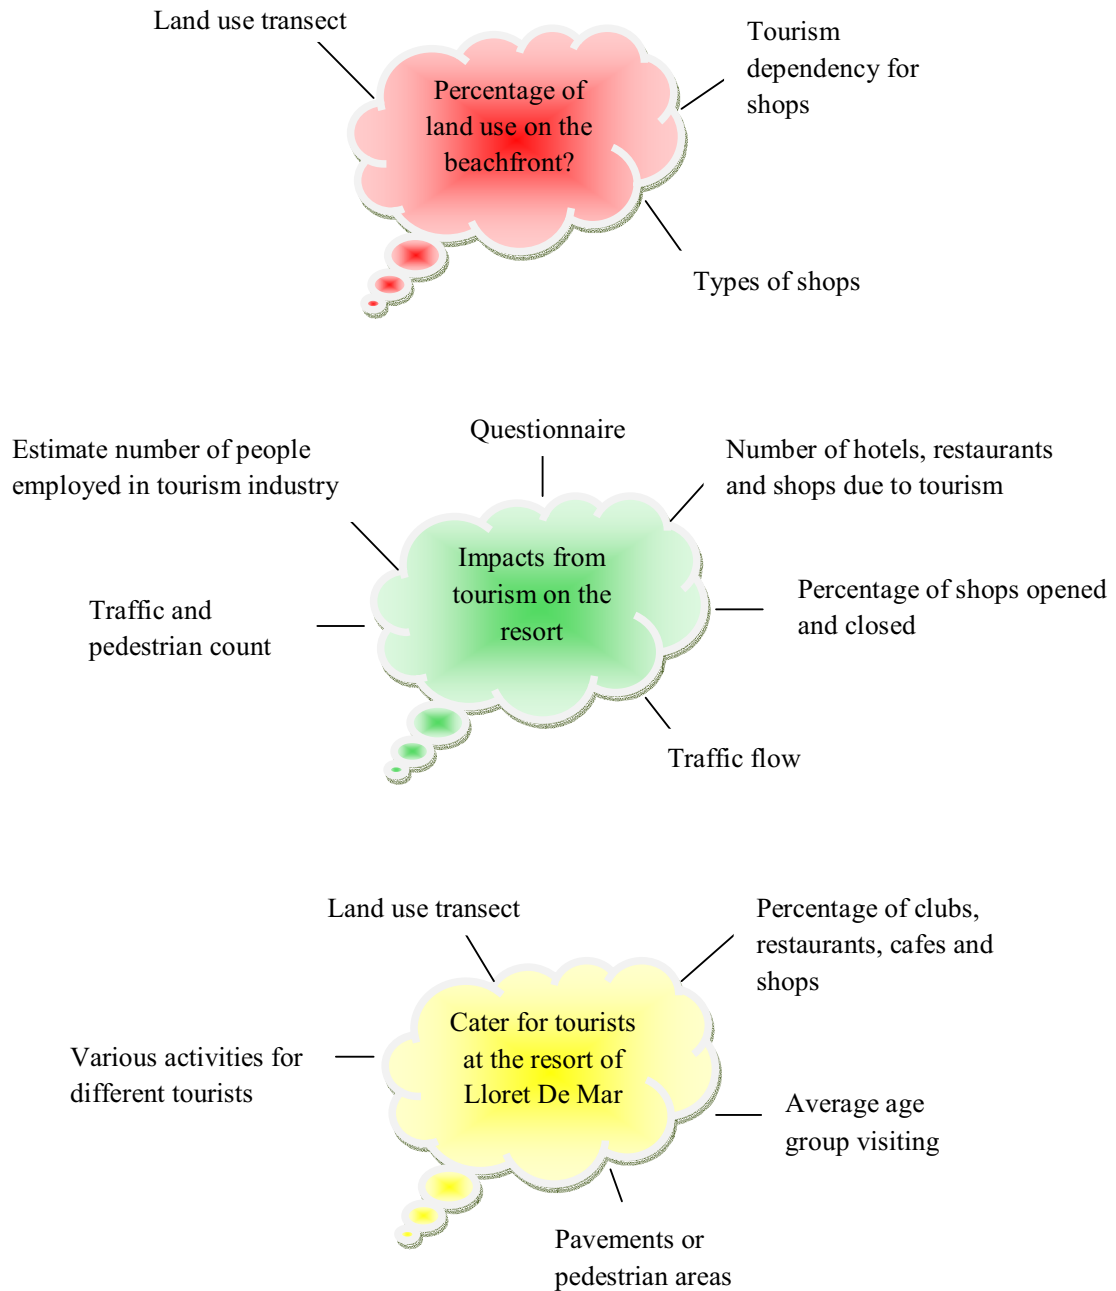 Land use transect
Tourism
dependency for
shops
Percentage of
land use on the
beachfront?
Types of shops
Questionnaire
Estimate number of people
employed in tourism industry
Number of hotels, restaurants
and shops due to tourism
Impacts from
tourism on the
resort
Traffic and
pedestrian count
Percentage of shops opened
and closed
Traffic flow
Land use transect
Percentage of clubs,
restaurants, cafes and
shops
Cater for tourists
at the resort of
Lloret De Mar
Various activities for
different tourists
Average age
group visiting
Pavements or
pedestrian areas